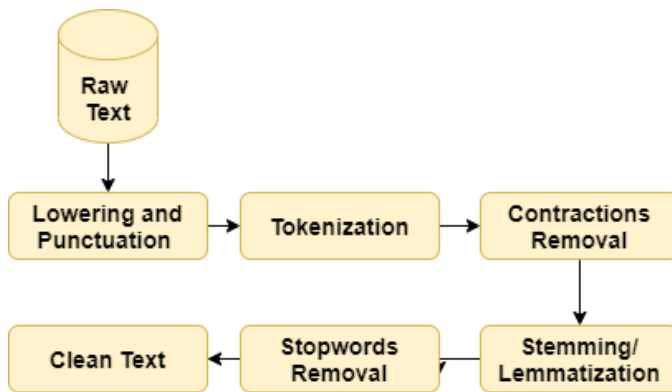 Raw
Text
Lowering and
Punctuation
Tokenization
Contractions
Removal
Stemming/
Lemmatization
Stopwords
Removal
Clean Text